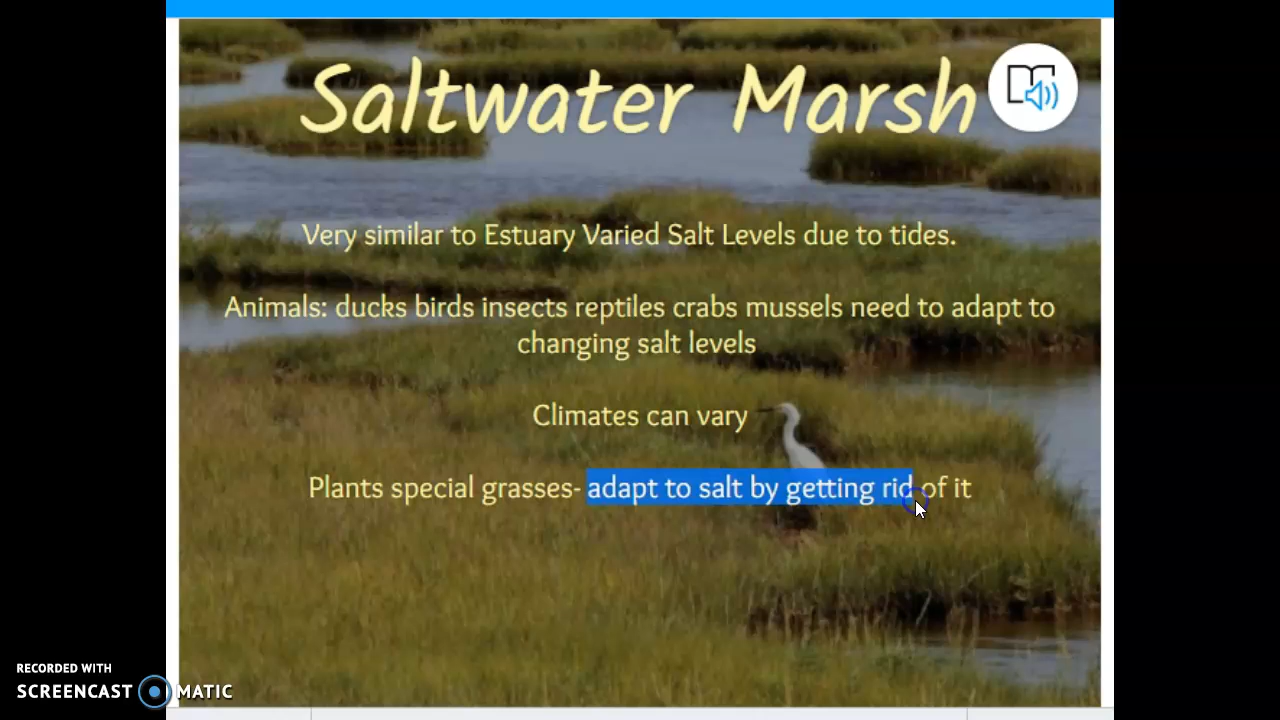 Saltwater Marsh
Very similar to Estuary Varied Salt Levels due to tides.
Animals: ducks birds insects reptiles crabs mussels need to adapt to
changing salt levels
Climates can vary
Plants special grasses- adapt to salt by getting rid of it
RECORDED WITH
SCREENCAST MATIC